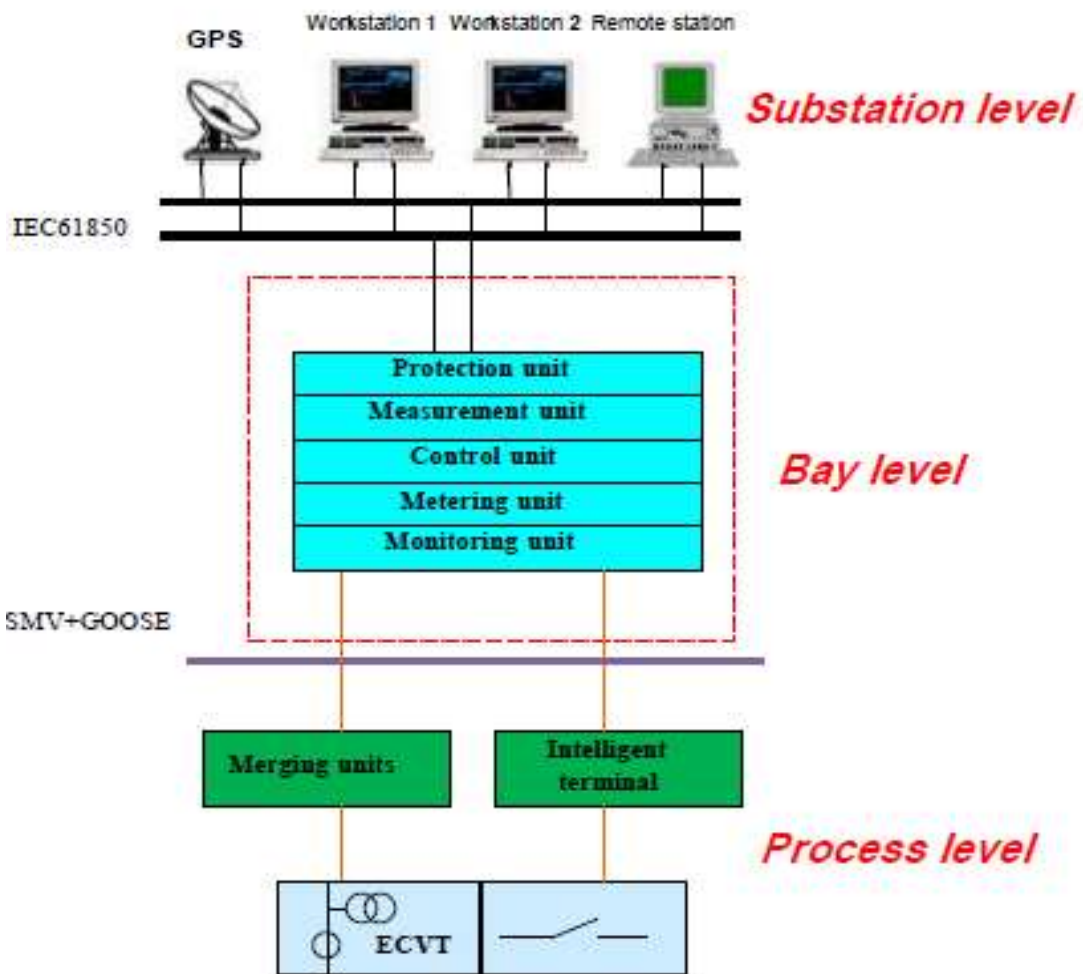 GPS
Workstation 1
Workstation 2
Remote station
Substation level
IEC61850
Protection unit
Measurement unit
Control unit
Bay level
Metering unit
Monitoring unit
SMV+GOOSE
Merging units
Intelligent
terminal
Process level
ECVT